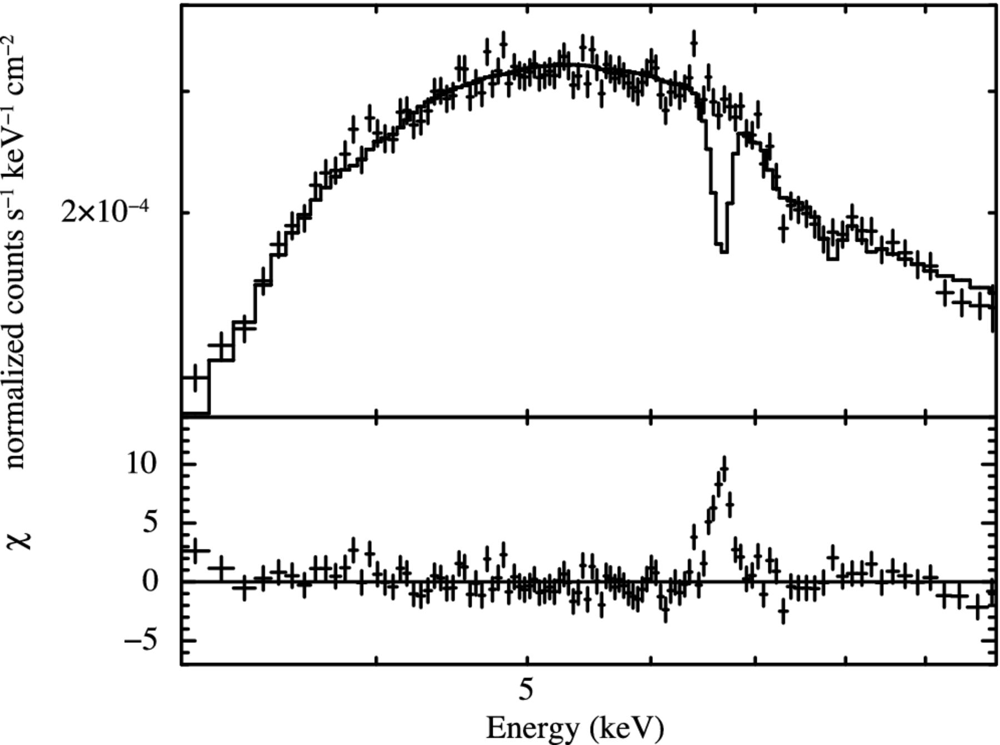 normalized counts s⁻¹ keV⁻¹ cm⁻²
2×10⁻⁴
χ
10
5
0
−5
5
Energy (keV)